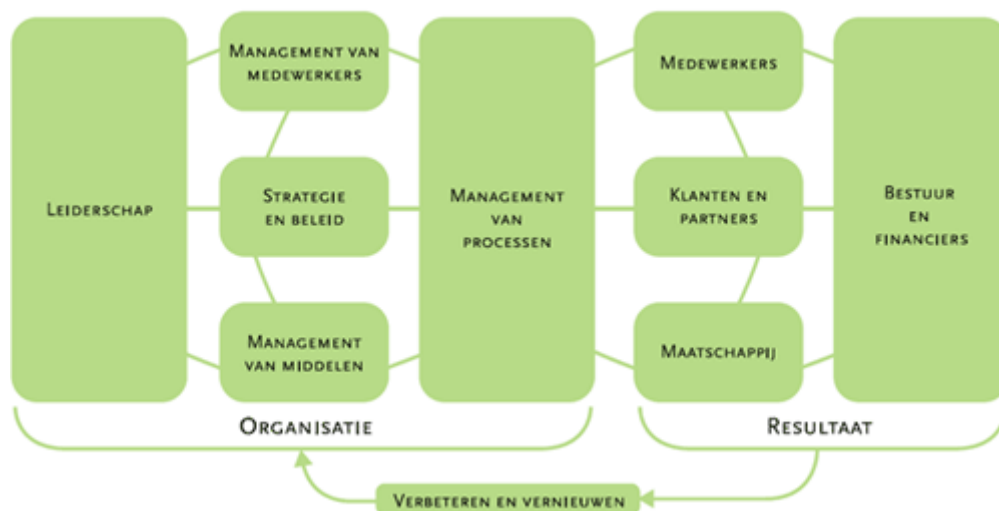 Leiderschap
Management van
medewerkers
Strategie
en beleid
Management
van middelen
Management
van
processen
Medewerkers
Klanten en
partners
Maatschappij
Bestuur
en
financiers
Organisatie
Resultaat
Verbeteren en vernieuwen